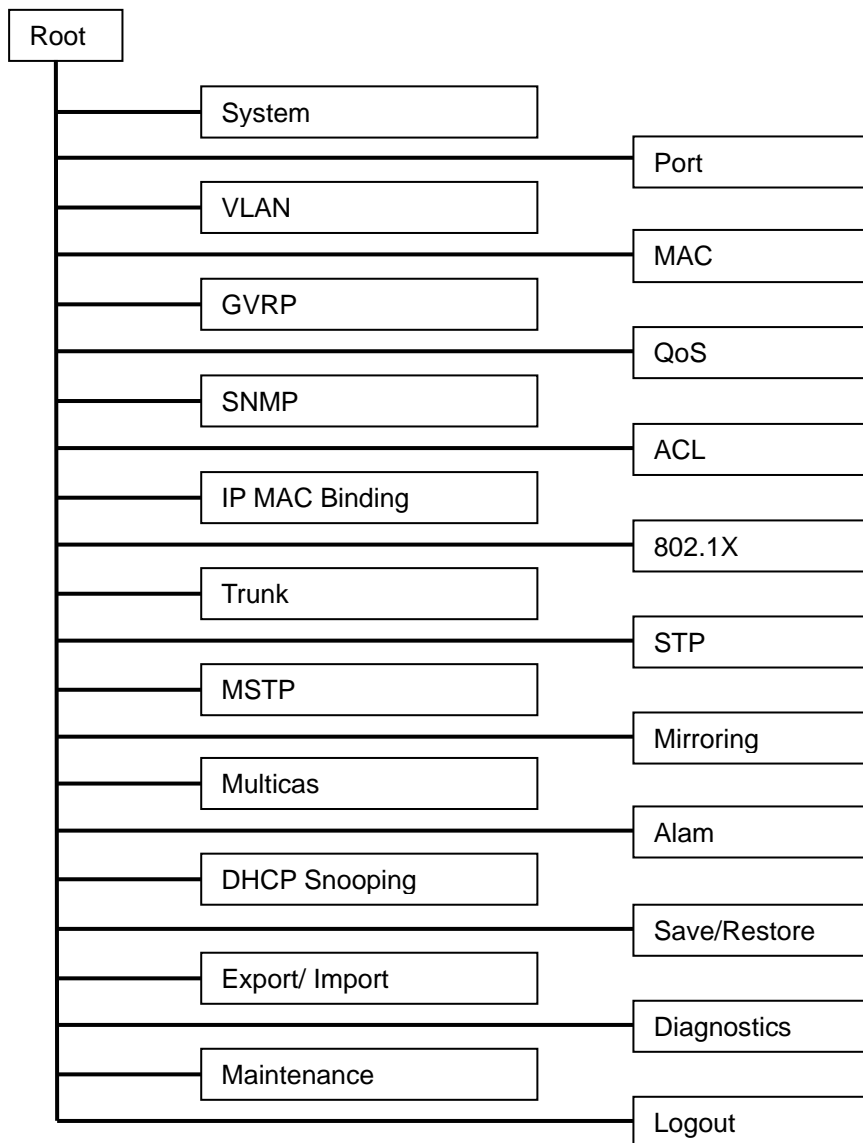 Root
System
Port
VLAN
MAC
GVRP
QoS
SNMP
ACL
IP MAC Binding
802.1X
Trunk
STP
MSTP
Mirroring
Multicas
Alam
DHCP Snooping
Save/Restore
Export/ Import
Diagnostics
Maintenance
Logout